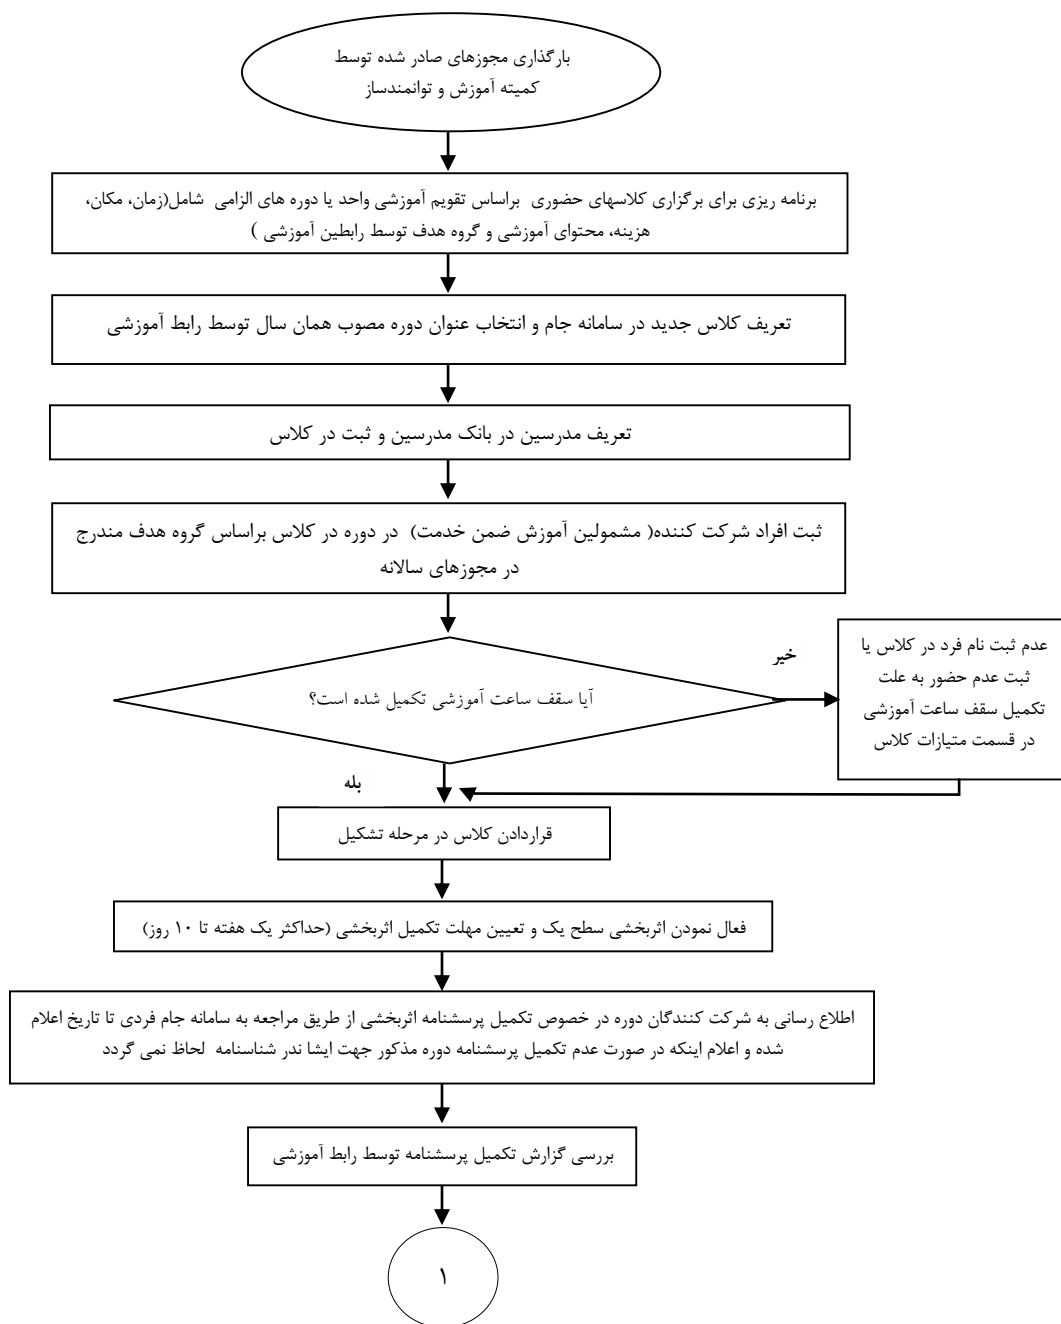 بارگذاری مجوزهای صادر شده توسط
کمیته آموزش و توانمندساز
برنامه ریزی برای برگزاری کلاسهای حضوری براساس تقویم آموزشی واحد یا دوره های الزامی شامل(زمان، مکان،
هزینه، محتوای آموزشی و گروه هدف توسط رابطین آموزشی )
تعریف کلاس جدید در سامانه جام و انتخاب عنوان دوره مصوب همان سال توسط رابط آموزشی
تعریف مدرسین در بانک مدرسین و ثبت در کلاس
ثبت افراد شرکت کننده( مشمولین آموزش ضمن خدمت) در دوره در کلاس براساس گروه هدف مندرج
در مجوزهای سالانه
آیا سقف ساعت آموزشی تکمیل شده است؟
خیر
عدم ثبت نام فرد در کلاس یا
ثبت عدم حضور به علت
تکمیل سقف ساعت آموزشی
در قسمت متیازات کلاس
بله
قراردادن کلاس در مرحله تشکیل
فعال نمودن اثربخشی سطح یک و تعیین مهلت تکمیل اثربخشی (حداکثر یک هفته تا ۱۰ روز)
اطلاع رسانی به شرکت کنندگان دوره در خصوص تکمیل پرسشنامه اثربخشی از طریق مراجعه به سامانه جام فردی تا تاریخ اعلام
شده و اعلام اینکه در صورت عدم تکمیل پرسشنامه دوره مذکور جهت ایشا ندر شناسنامه لحاظ نمی گردد
بررسی گزارش تکمیل پرسشنامه توسط رابط آموزشی
۱